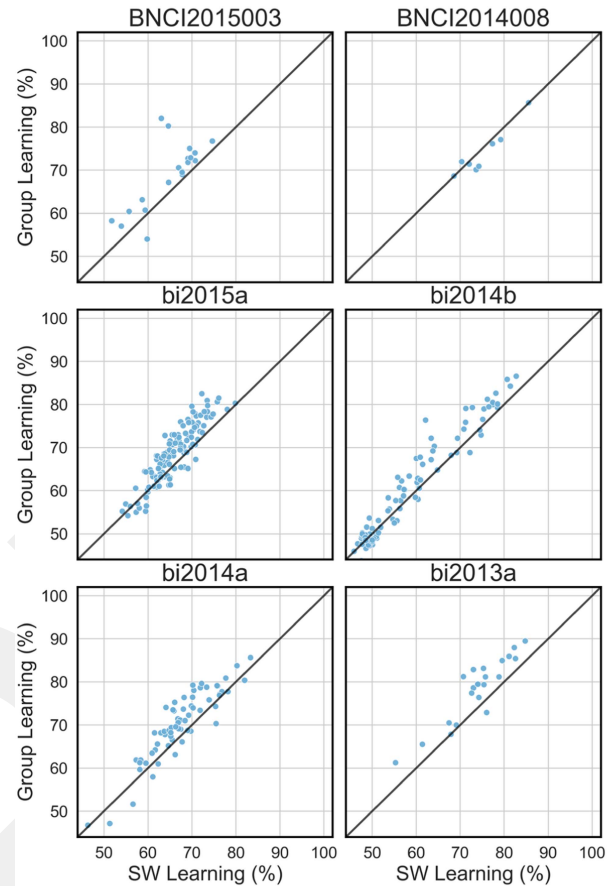 BNCI2015003 BNCI2014008
100
90
80
70
60
50
Group Learning (%)
bi2015a bi2014b
100
90
80
70
60
50
Group Learning (%)
bi2014a bi2013a
100
90
80
70
60
50
Group Learning (%)
50 60 70 80 90 100 50 60 70 80 90 100
SW Learning (%) SW Learning (%)